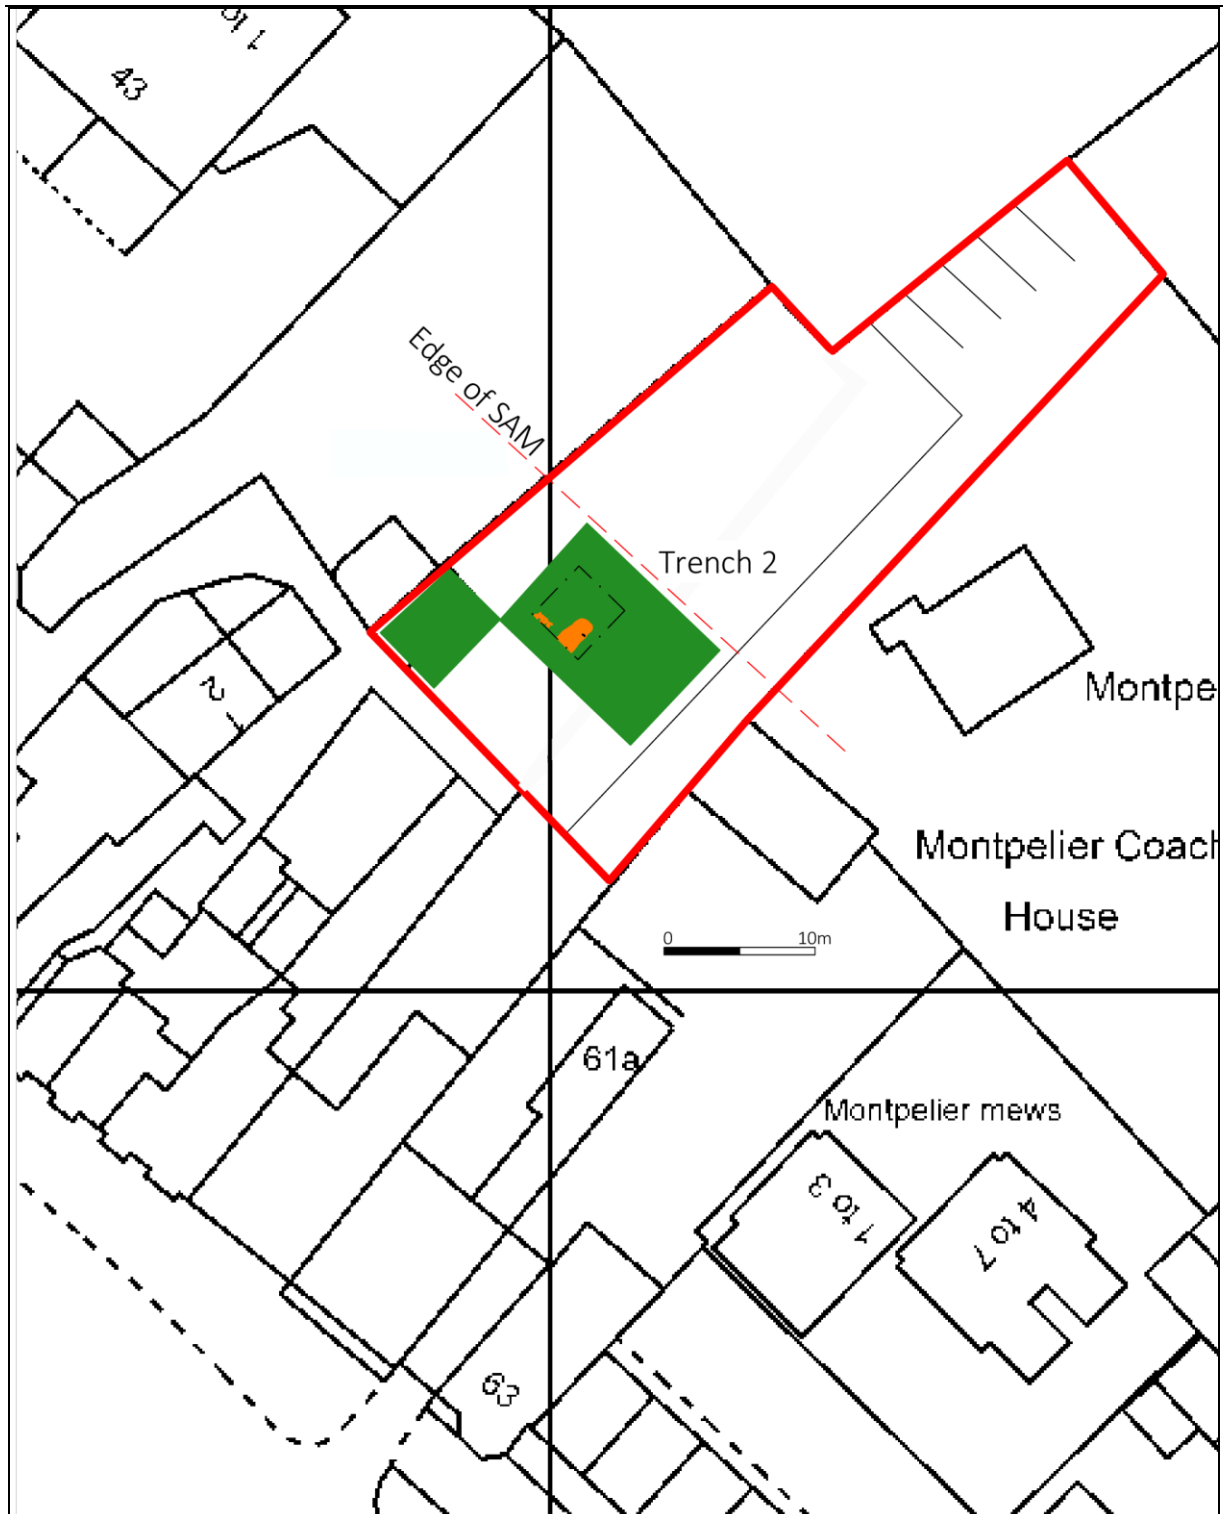 43
Edge of SAM
Trench 2
Montpe
Montpelier Coach
House
0 10m
61a
Montpelier mews
1 to 3
4 to 7
63